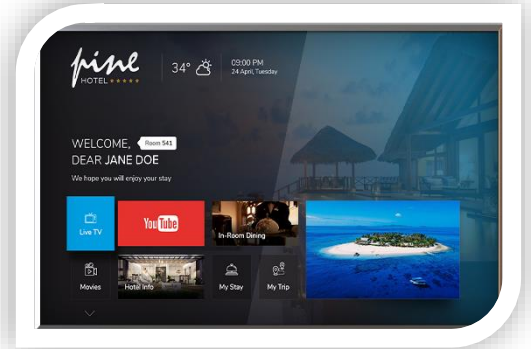 pine
HOTEL★★★★★
34°
09:00 PM
24 April, Tuesday
WELCOME,
Room 541
DEAR JANE DOE
We hope you will enjoy your stay
Live TV
YouTube
In-Room Dining
Movies
Hotel Info
My Stay
My Trip